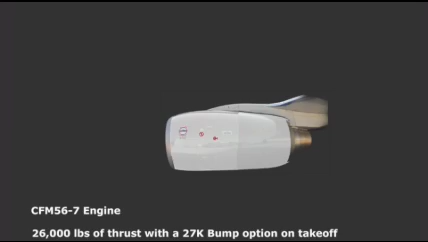 CFM56-7 Engine
26,000 lbs of thrust with a 27K Bump option on takeoff